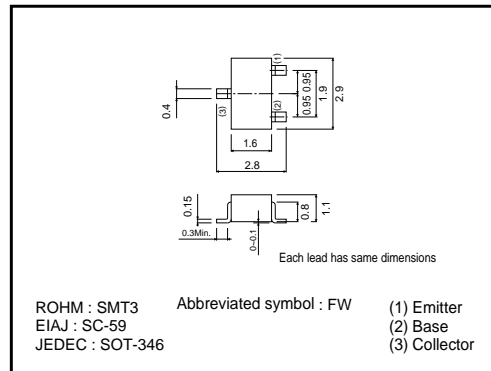 (1)
0.95 0.95
1.9
2.9
(2)
(3)
0.4
1.6
2.8
0.15
0.8
1.1
0.3Min.
0~0.1
Each lead has same dimensions
ROHM : SMT3
EIAJ : SC-59
JEDEC : SOT-346
Abbreviated symbol : FW
(1) Emitter
(2) Base
(3) Collector